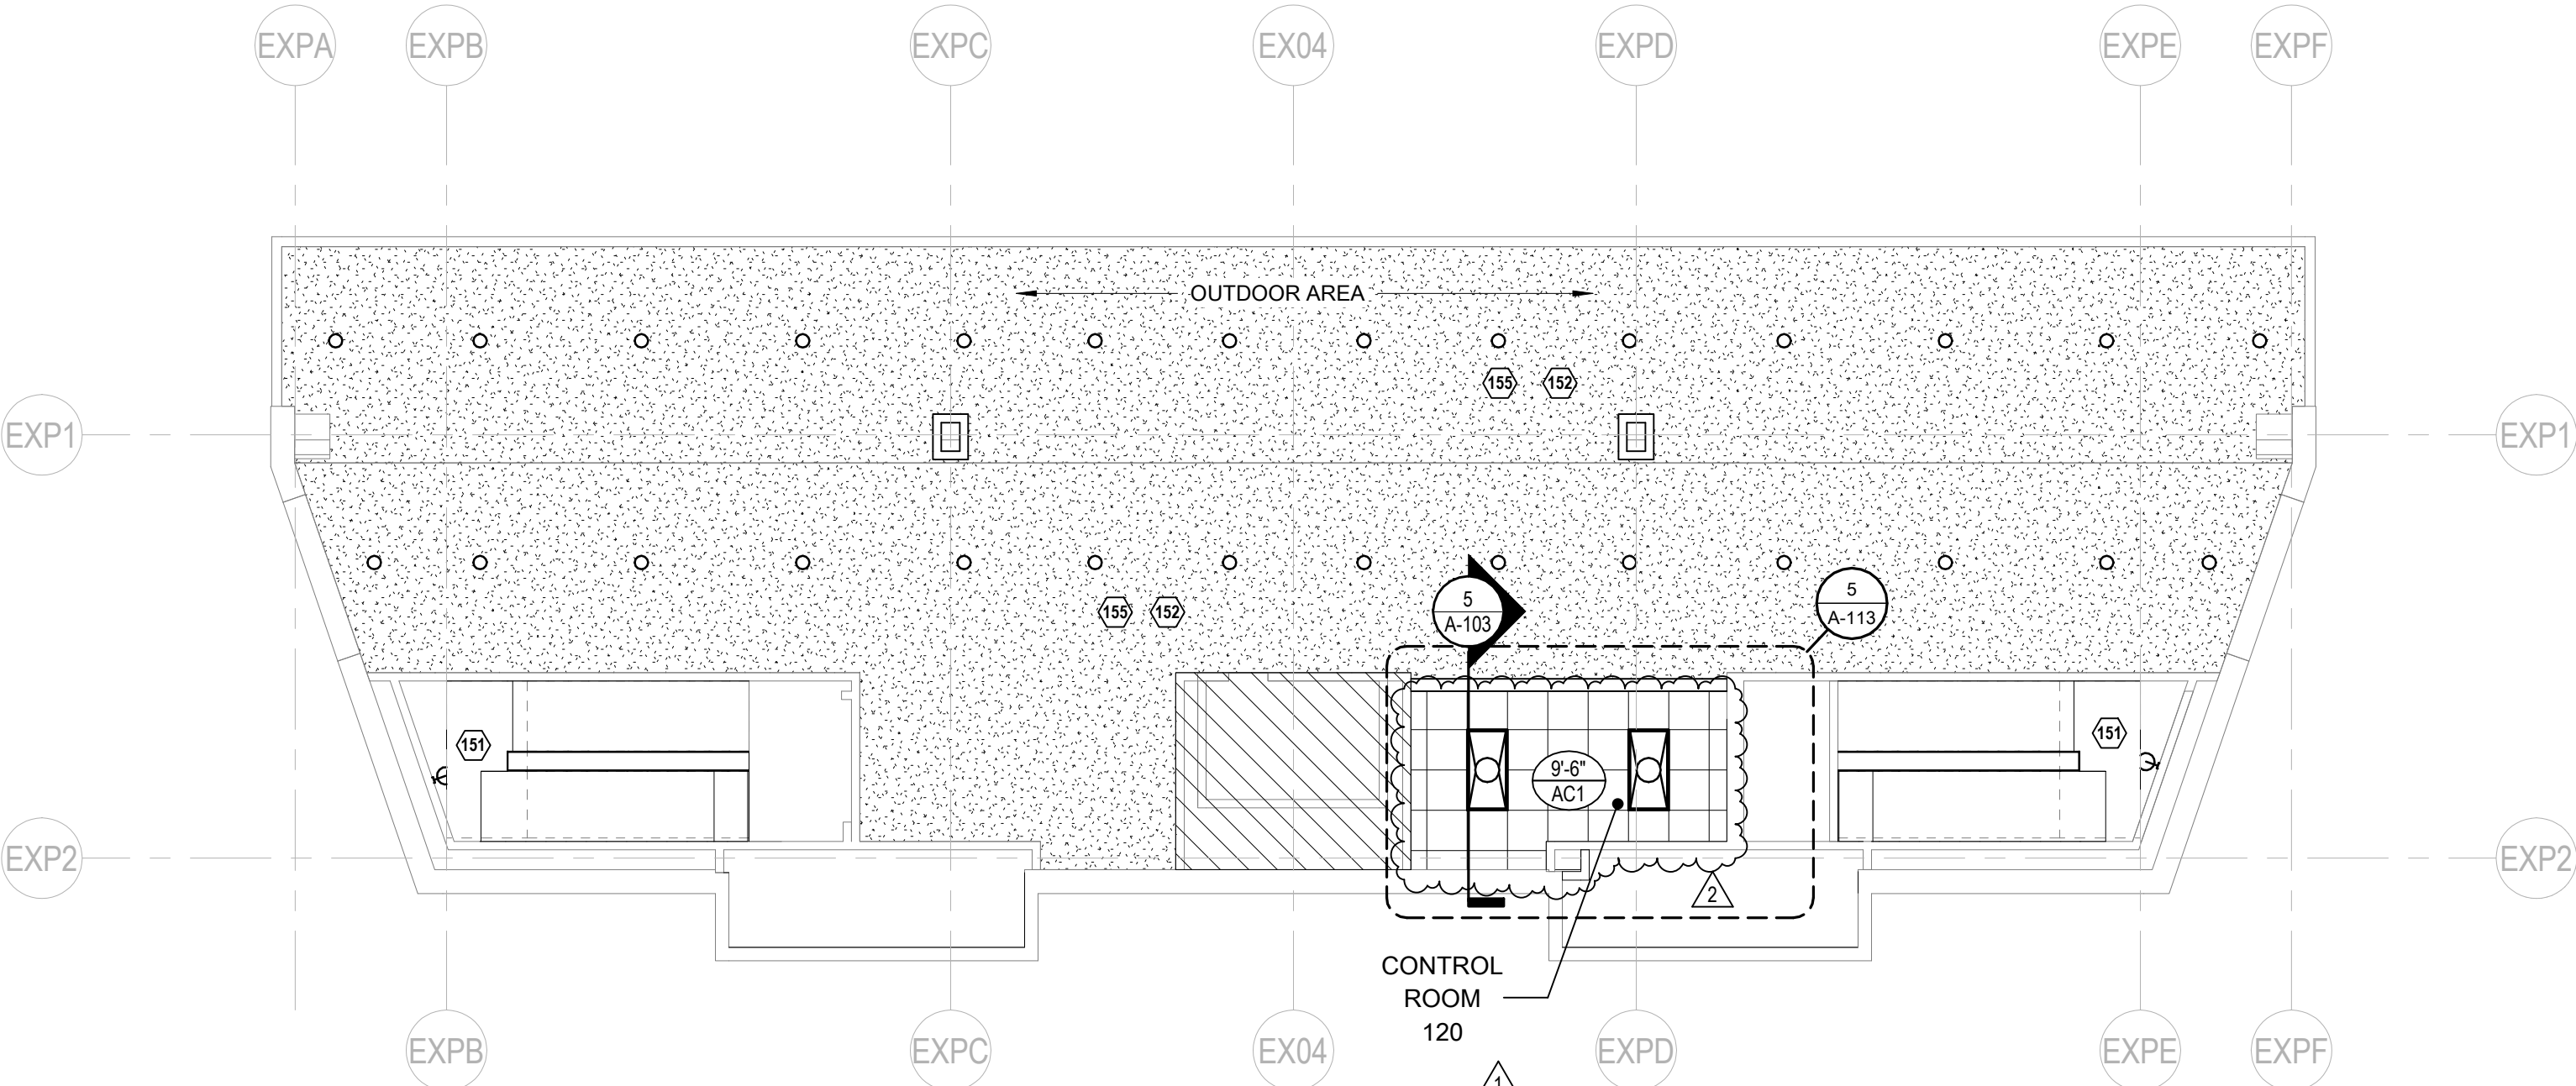 EXPA EXPB EXPC EX04 EXPD EXPE EXPF
OUTDOOR AREA
155 152
EXP1 EXP1
5
A-103
5
A-113
155 152
151 151
9'-6"
AC1
EXP2 EXP2
2
CONTROL
ROOM
120
EXPB EXPC EX04 EXPD EXPE EXPF
1